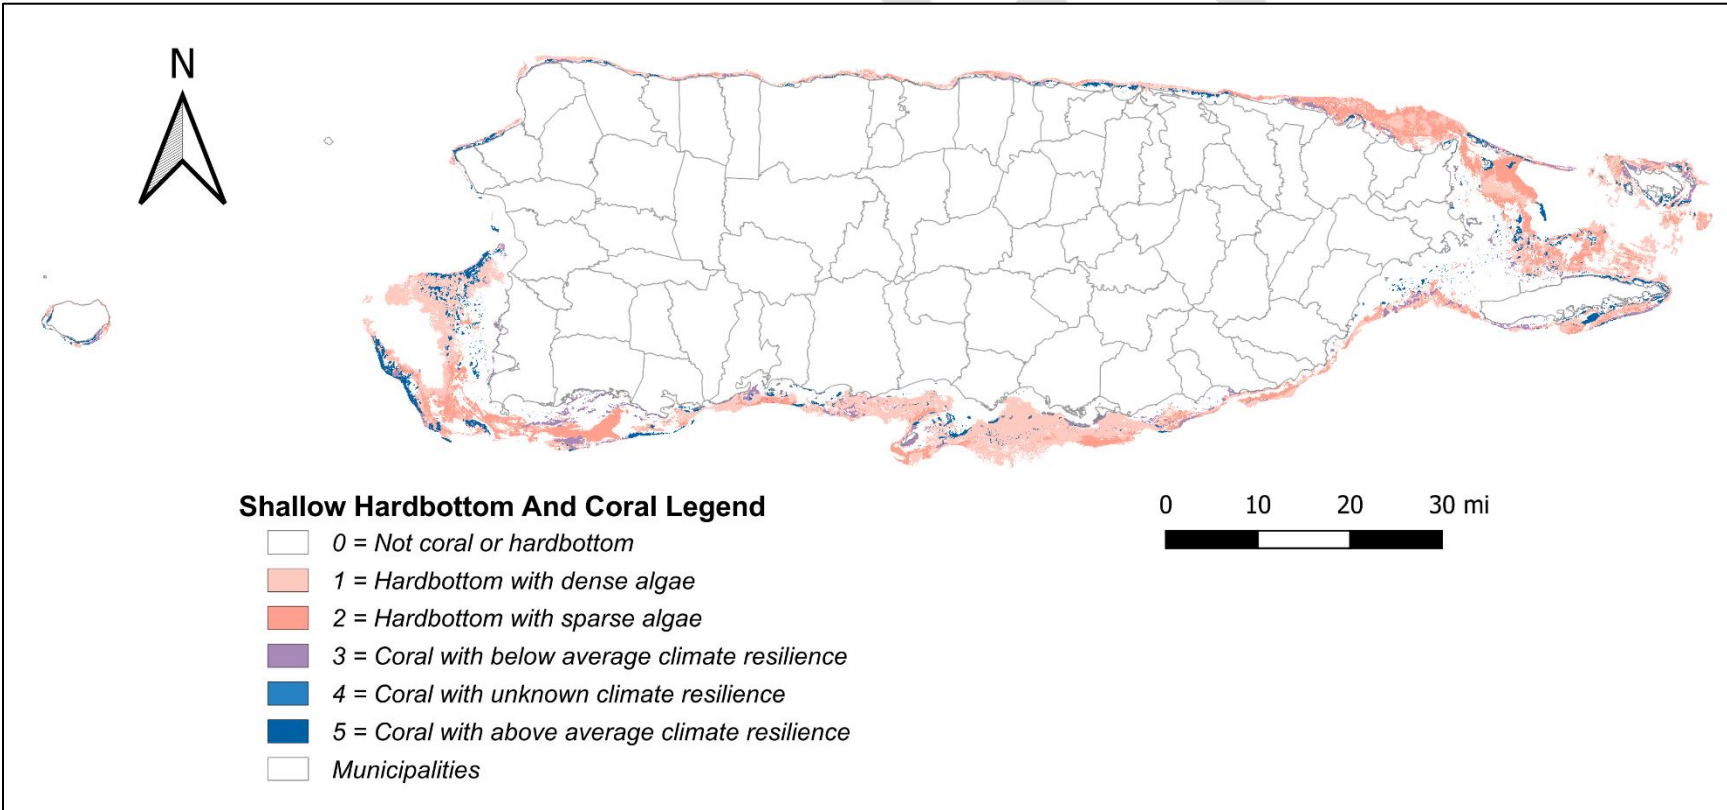 N
Shallow Hardbottom And Coral Legend
0 = Not coral or hardbottom
1 = Hardbottom with dense algae
2 = Hardbottom with sparse algae
3 = Coral with below average climate resilience
4 = Coral with unknown climate resilience
5 = Coral with above average climate resilience
Municipalities
0 10 20 30 mi